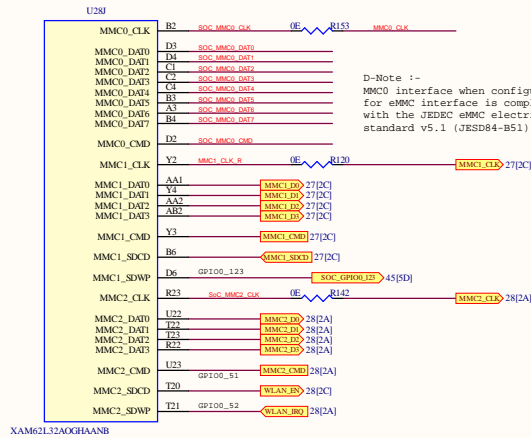 U28J
MMC0_CLK B2 SOC_MMC0_CLK 0E R153 MMC0_CLK
MMC0_DAT0 D3 SOC_MMC0_DAT0
MMC0_DAT1 D4 SOC_MMC0_DAT1
MMC0_DAT2 C1 SOC_MMC0_DAT2
MMC0_DAT3 C2 SOC_MMC0_DAT3
MMC0_DAT4 C4 SOC_MMC0_DAT4
MMC0_DAT5 B3 SOC_MMC0_DAT5
MMC0_DAT6 A3 SOC_MMC0_DAT6
MMC0_DAT7 B4 SOC_MMC0_DAT7
D-Note :-
MMC0 interface when configu
for eMMC interface is compl
with the JEDEC eMMC electri
standard v5.1 (JESD84-B51)
MMC0_CMD D2 SOC_MMC0_CMD
MMC1_CLK Y2 MMC1_CLK_R 0E R120 MMC1_CLK 27[2C]
MMC1_DAT0 AA1 MMC1_D0 27[2C]
MMC1_DAT1 Y4 MMC1_D1 27[2C]
MMC1_DAT2 AA2 MMC1_D2 27[2C]
MMC1_DAT3 AB2 MMC1_D3 27[2C]
MMC1_CMD Y3 MMC1_CMD 27[2C]
MMC1_SDCD B6 MMC1_SDCD 27[2C]
MMC1_SDWP D6 GPIO0_123 SOC_GPIO0_123 45[5D]
MMC2_CLK R23 SoC_MMC2_CLK 0E R142 MMC2_CLK 28[2A]
MMC2_DAT0 U22 MMC2_D0 28[2A]
MMC2_DAT1 T22 MMC2_D1 28[2A]
MMC2_DAT2 T23 MMC2_D2 28[2A]
MMC2_DAT3 R22 MMC2_D3 28[2A]
MMC2_CMD U23 MMC2_CMD 28[2A]
GPIO0_51
MMC2_SDCD T20 WLAN_EN 28[2C]
MMC2_SDWP T21 GPIO0_52 WLAN_IRQ 28[2A]
XAM62L32AOGHAANB